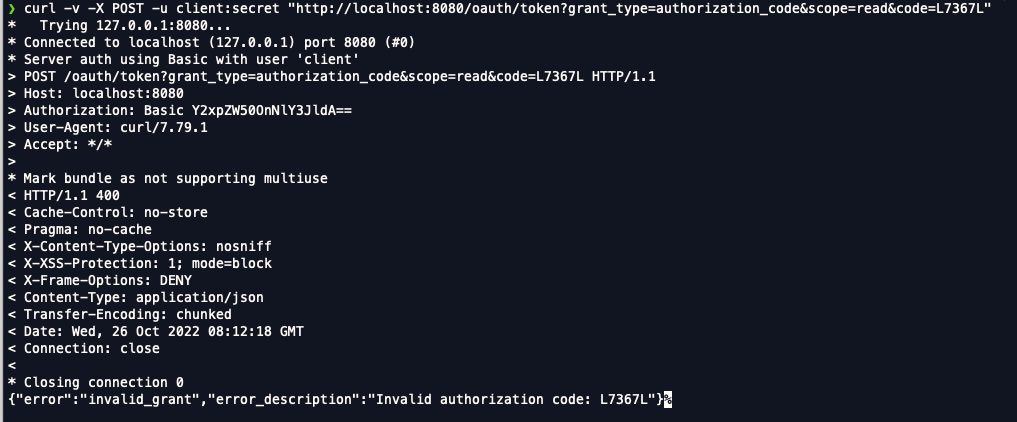 ❯ curl -v -X POST -u client:secret "http://localhost:8080/oauth/token?grant_type=authorization_code&scope=read&code=L7367L"
*   Trying 127.0.0.1:8080...
* Connected to localhost (127.0.0.1) port 8080 (#0)
* Server auth using Basic with user 'client'
> POST /oauth/token?grant_type=authorization_code&scope=read&code=L7367L HTTP/1.1
> Host: localhost:8080
> Authorization: Basic Y2xpZW50OnNlY3JldA==
> User-Agent: curl/7.79.1
> Accept: */*
>
* Mark bundle as not supporting multiuse
< HTTP/1.1 400
< Cache-Control: no-store
< Pragma: no-cache
< X-Content-Type-Options: nosniff
< X-XSS-Protection: 1; mode=block
< X-Frame-Options: DENY
< Content-Type: application/json
< Transfer-Encoding: chunked
< Date: Wed, 26 Oct 2022 08:12:18 GMT
< Connection: close
<
* Closing connection 0
{"error":"invalid_grant","error_description":"Invalid authorization code: L7367L"}%